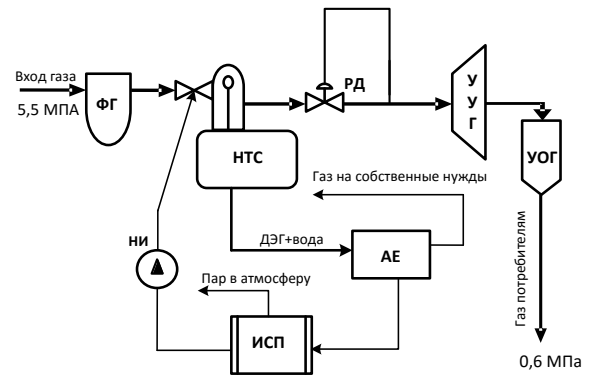 Вход газа
5,5 МПА
ФГ
РД
У
У
Г
НТС
УОГ
Газ на собственные нужды
ДЭГ+вода
АЕ
НИ
Пар в атмосферу
ИСП
Газ потребителям
0,6 МПа